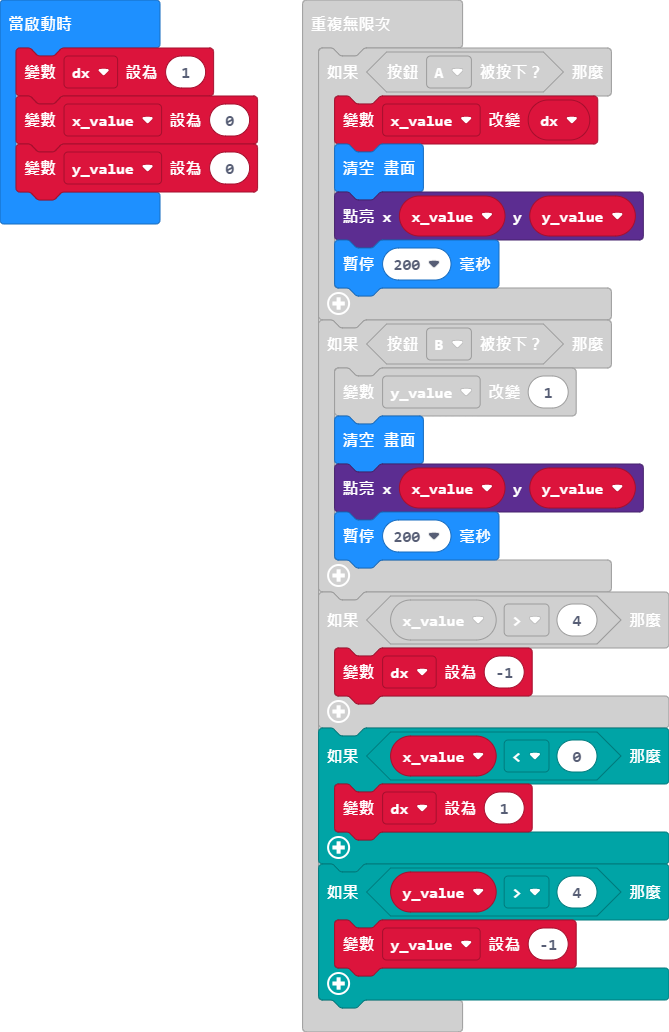 當啟動時
變數 dx 設為 1
變數 x_value 設為 0
變數 y_value 設為 0
重複無限次
如果 按鈕 A 被按下？ 那麼
變數 x_value 改變 dx
清空 畫面
點亮 x x_value y y_value
暫停 200 毫秒
如果 按鈕 B 被按下？ 那麼
變數 y_value 改變 1
清空 畫面
點亮 x x_value y y_value
暫停 200 毫秒
如果 x_value > 4 那麼
變數 dx 設為 -1
如果 x_value < 0 那麼
變數 dx 設為 1
如果 y_value > 4 那麼
變數 y_value 設為 -1